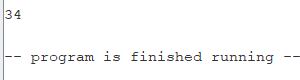 34
-- program is finished running --